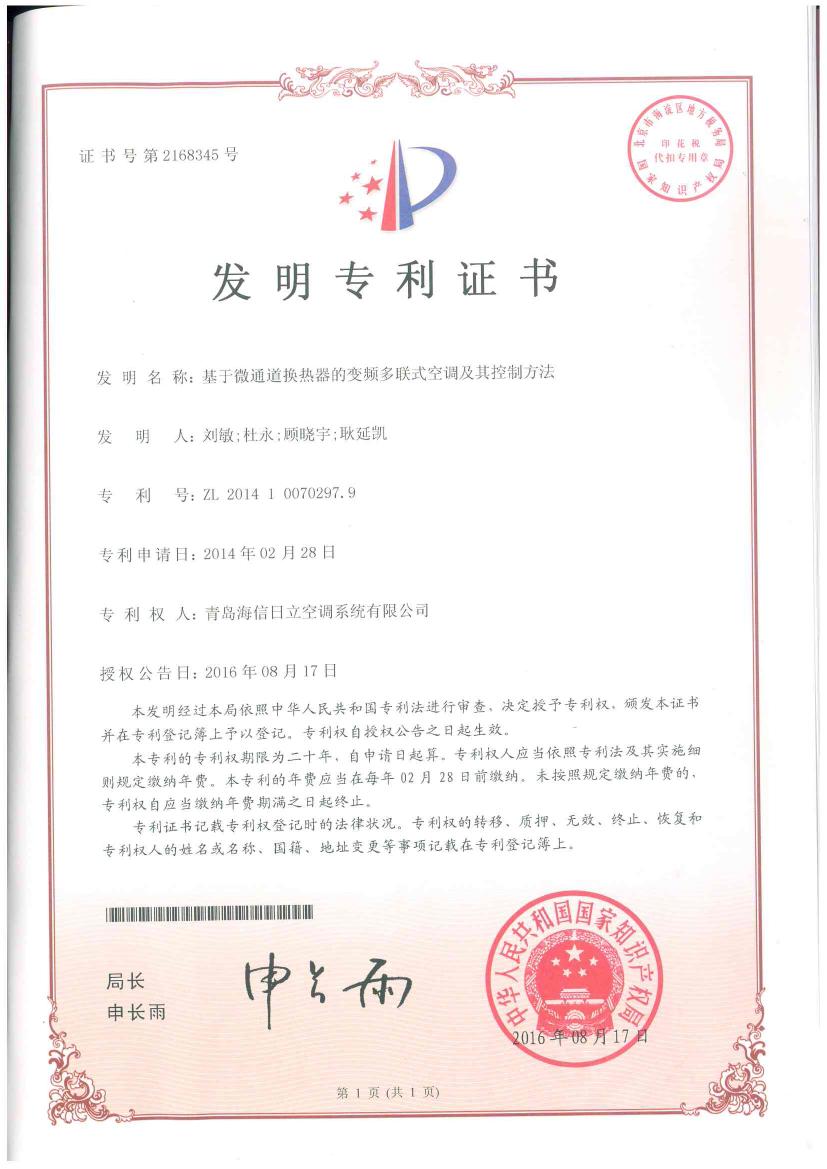 证书号第2168345号
北京市海淀区地方税务局
印花税
代扣专用章
国家知识产权局
发明专利证书
发明名称：基于微通道换热器的变频多联式空调及其控制方法
发明人：刘敏;杜永;顾晓宇;耿延凯
专利号：ZL 2014 1 0070297.9
专利申请日：2014年02月28日
专利权人：青岛海信日立空调系统有限公司
授权公告日：2016年08月17日
本发明经过本局依照中华人民共和国专利法进行审查，决定授予专利权，颁发本证书
并在专利登记簿上予以登记。专利权自授权公告之日起生效。
本专利的专利权期限为二十年，自申请日起算。专利权人应当依照专利法及其实施细
则规定缴纳年费。本专利的年费应当在每年02月28日前缴纳。未按照规定缴纳年费的，
专利权自应当缴纳年费期满之日起终止。
专利证书记载专利权登记时的法律状况。专利权的转移、质押、无效、终止、恢复和
专利权人的姓名或名称、国籍、地址变更等事项记载在专利登记簿上。
局长
申长雨
申长雨
中华人民共和国国家知识产权局
2016年08月17日
第1页(共1页)